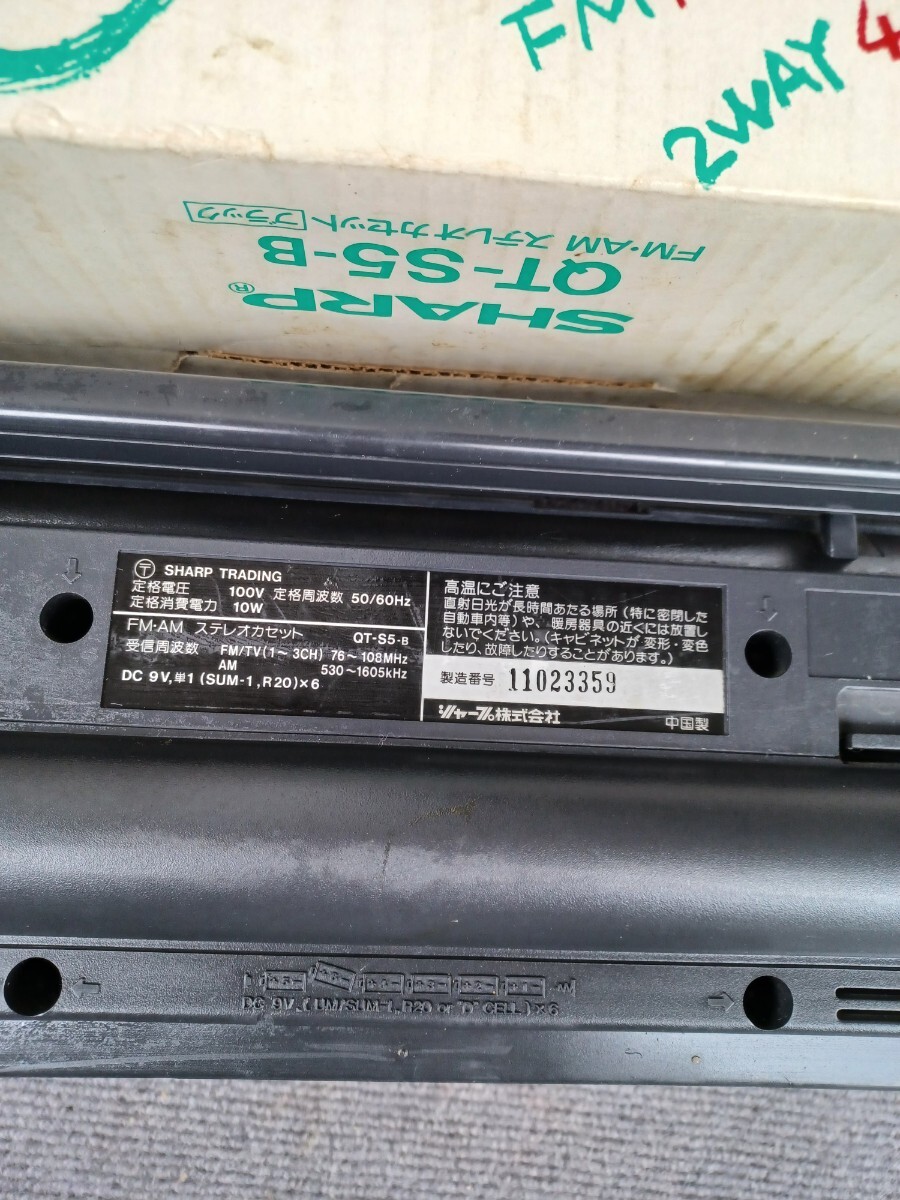 FM
2WAY 4
SHARP®
QT-S5-B
FM・AM ステレオカセット ブラック
〒 SHARP TRADING
定格電圧 100V 定格周波数 50/60Hz
定格消費電力 10W
FM・AM ステレオカセット QT-S5-B
受信周波数 FM/TV(1～3CH) 76～108MHz
AM 530～1605kHz
DC 9V,単1(SUM-1,R20)×6
高温にご注意
直射日光が長時間あたる場所(特に密閉した
自動車内等)や、暖房器具の近くには放置し
ないでください。(キャビネットが変形・変色
したり、故障したりすることがあります。)
製造番号 11023359
シャープ株式会社 中国製
DC 9V (UM/SUM-1,R20 or "D" CELL)×6